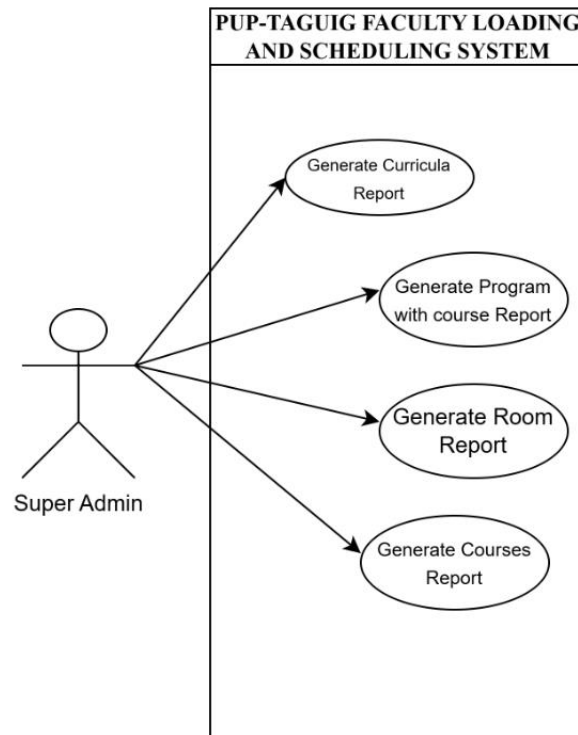 PUP-TAGUIG FACULTY LOADING
AND SCHEDULING SYSTEM
Generate Curricula
Report
Generate Program
with course Report
Generate Room
Report
Super Admin
Generate Courses
Report